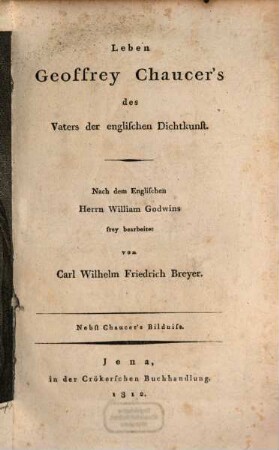 Leben
Geoffrey Chaucer's
des
Vaters der engliſchen Dichtkunſt.
Nach dem Engliſchen
Herrn William Godwins
frey bearbeitet
von
Carl Wilhelm Friedrich Breyer.
Nebſt Chaucer's Bildniſs.
Jena,
in der Crökerſchen Buchhandlung.
1812.